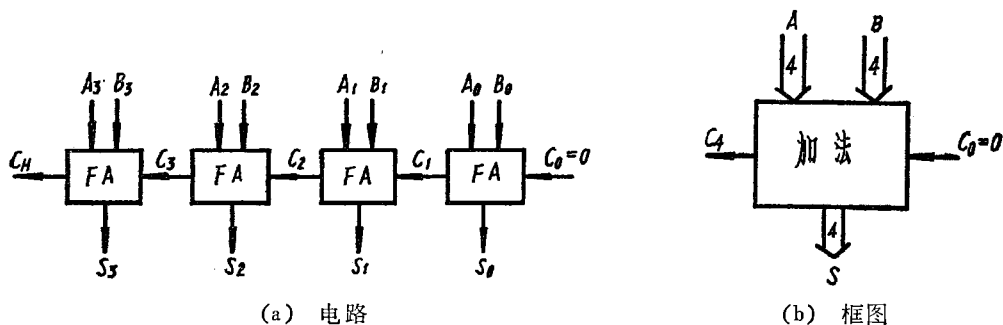 A3 B3 A2 B2 A1 B1 A0 B0
CH FA C3 FA C2 FA C1 FA C0=0
S3 S2 S1 S0
(a) 电路
A B
4 4
C4 加法 C0=0
4
S
(b) 框图